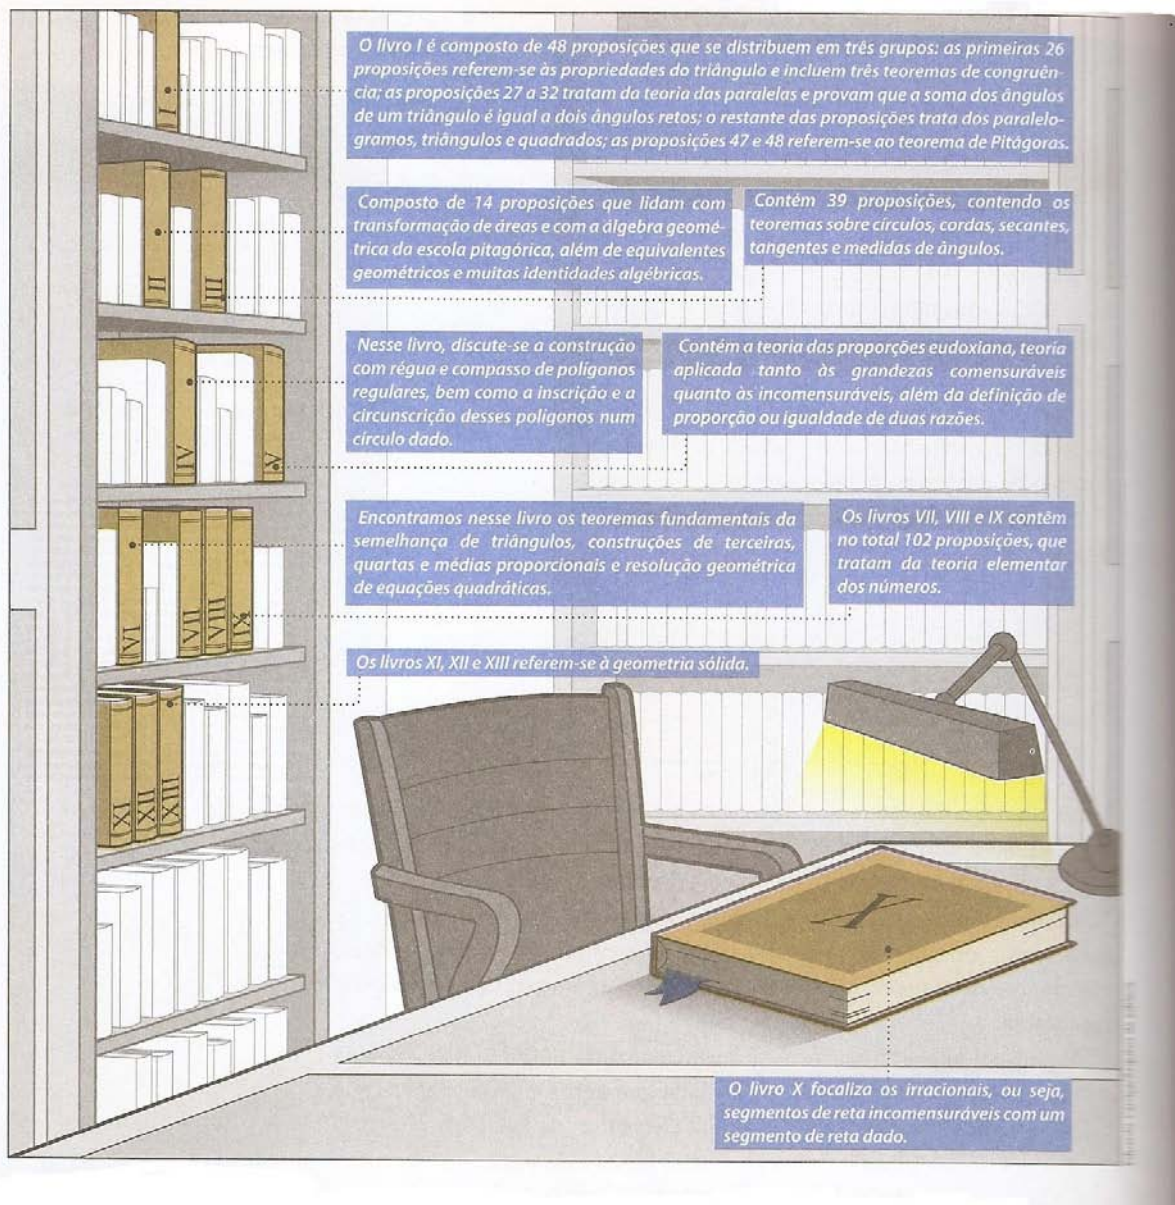 O livro I é composto de 48 proposições que se distribuem em três grupos: as primeiras 26
proposições referem-se às propriedades do triângulo e incluem três teoremas de congruên-
cia; as proposições 27 a 32 tratam da teoria das paralelas e provam que a soma dos ângulos
de um triângulo é igual a dois ângulos retos; o restante das proposições trata dos paralelo-
gramos, triângulos e quadrados; as proposições 47 e 48 referem-se ao teorema de Pitágoras.
I
Composto de 14 proposições que lidam com
transformação de áreas e com a álgebra geomé-
trica da escola pitagórica, além de equivalentes
geométricos e muitas identidades algébricas.
Contém 39 proposições, contendo os
teoremas sobre círculos, cordas, secantes,
tangentes e medidas de ângulos.
II
III
Nesse livro, discute-se a construção
com régua e compasso de polígonos
regulares, bem como a inscrição e a
circunscrição desses polígonos num
círculo dado.
Contém a teoria das proporções eudoxiana, teoria
aplicada tanto às grandezas comensuráveis
quanto às incomensuráveis, além da definição de
proporção ou igualdade de duas razões.
IV
V
Encontramos nesse livro os teoremas fundamentais da
semelhança de triângulos, construções de terceiras,
quartas e médias proporcionais e resolução geométrica
de equações quadráticas.
Os livros VII, VIII e IX contêm
no total 102 proposições, que
tratam da teoria elementar
dos números.
VI
VII
VIII
IX
Os livros XI, XII e XIII referem-se à geometria sólida.
XI
XII
XIII
X
O livro X focaliza os irracionais, ou seja,
segmentos de reta incomensuráveis com um
segmento de reta dado.